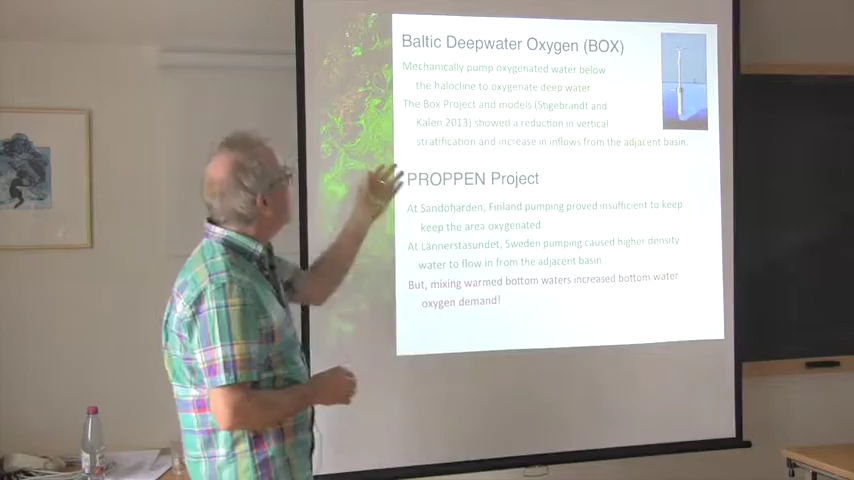 Baltic Deepwater Oxygen (BOX)
Mechanically pump oxygenated water below
the halocline to oxygenate deep water
The Box Project and models (Stigebrandt and
Kalen 2013) showed a reduction in vertical
stratification and increase in inflows from the adjacent basin.
PROPPEN Project
At Sandöfjärden, Finland pumping proved insufficient to keep
keep the area oxygenated.
At Lännerstasundet, Sweden pumping caused higher density
water to flow in from the adjacent basin.
But, mixing warmed bottom waters increased bottom water
oxygen demand!